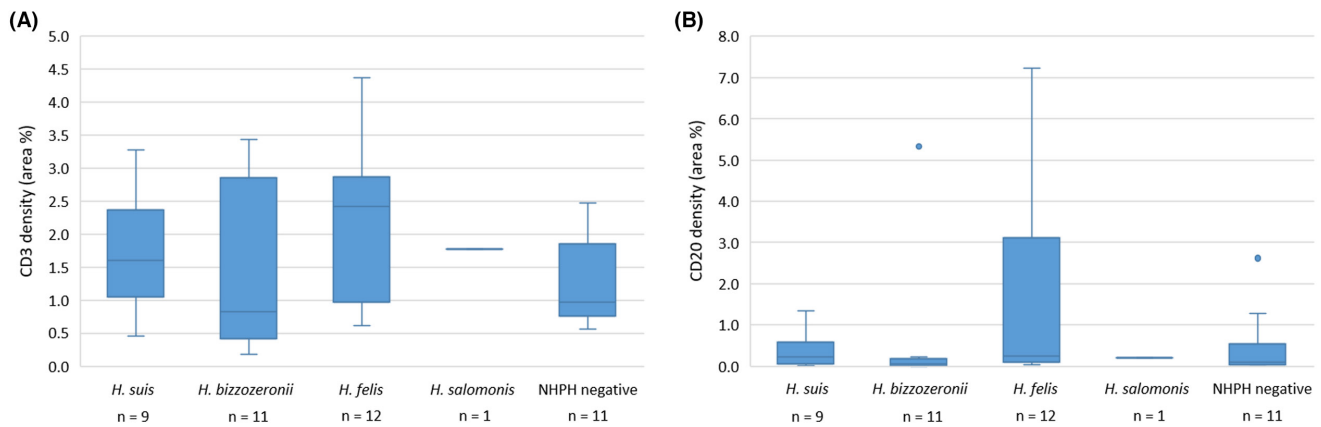 (A)
CD3 density (area %)
5.0
4.5
4.0
3.5
3.0
2.5
2.0
1.5
1.0
0.5
0.0
H. suis H. bizzozeronii H. felis H. salomonis NHPH negative
n = 9 n = 11 n = 12 n = 1 n = 11
(B)
CD20 density (area %)
8.0
7.0
6.0
5.0
4.0
3.0
2.0
1.0
0.0
H. suis H. bizzozeronii H. felis H. salomonis NHPH negative
n = 9 n = 11 n = 12 n = 1 n = 11